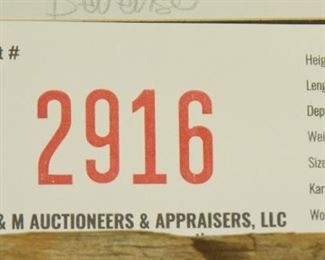 t #
2916
& M AUCTIONEERS & APPRAISERS, LLC
Heig
Leng
Dep
Wei
Size
Kar
Wo